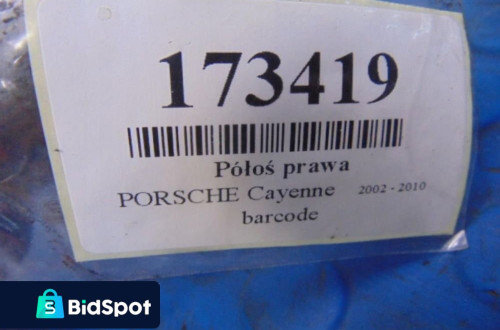 173419
Półoś prawa
PORSCHE Cayenne 2002 - 2010
barcode
BidSpot